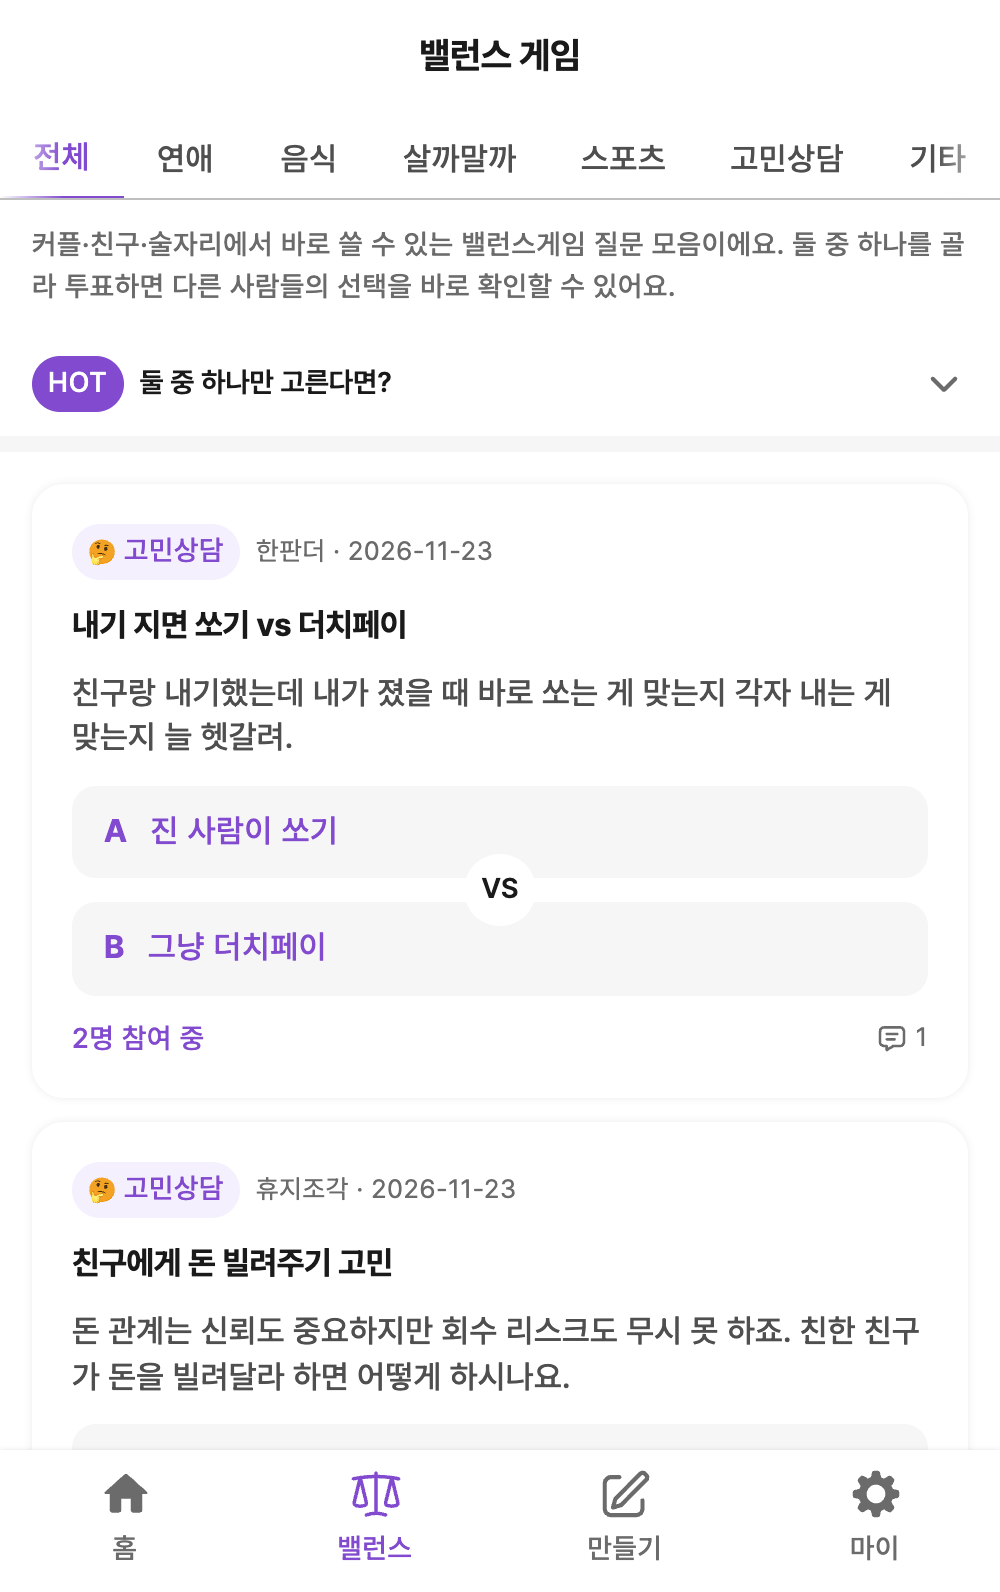 밸런스 게임
전체 연애 음식 살까말까 스포츠 고민상담 기타
커플·친구·술자리에서 바로 쓸 수 있는 밸런스게임 질문 모음이에요. 둘 중 하나를 골
라 투표하면 다른 사람들의 선택을 바로 확인할 수 있어요.
HOT 둘 중 하나만 고른다면?
고민상담 한판더 · 2026-11-23
내기 지면 쏘기 vs 더치페이
친구랑 내기했는데 내가 졌을 때 바로 쏘는 게 맞는지 각자 내는 게
맞는지 늘 헷갈려.
A 진 사람이 쏘기
VS
B 그냥 더치페이
2명 참여 중 1
고민상담 휴지조각 · 2026-11-23
친구에게 돈 빌려주기 고민
돈 관계는 신뢰도 중요하지만 회수 리스크도 무시 못 하죠. 친한 친구
가 돈을 빌려달라 하면 어떻게 하시나요.
홈 밸런스 만들기 마이